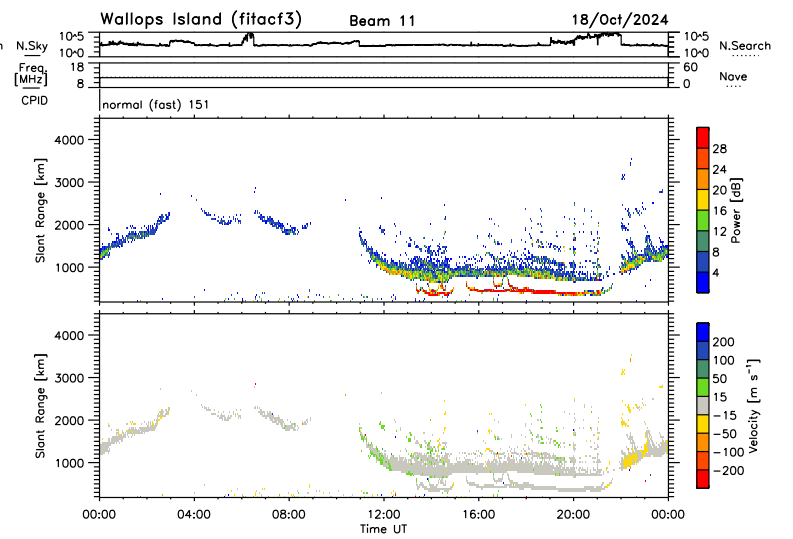 Wallops Island (fitacf3) Beam 11 18/Oct/2024
n N.Sky 10^5 10^5
10^0 10^0 N.Search
Freq. 18 60
[MHz] 8 40 Nave
CPID normal (fast) 151
Slant Range [km]
4000
3000
2000
1000
28
24
20
16
12
8
4
Power [dB]
Slant Range [km]
4000
3000
2000
1000
200
100
50
15
-15
-50
-100
-200
Velocity [m s⁻¹]
00:00 04:00 08:00 12:00 16:00 20:00 00:00
Time UT